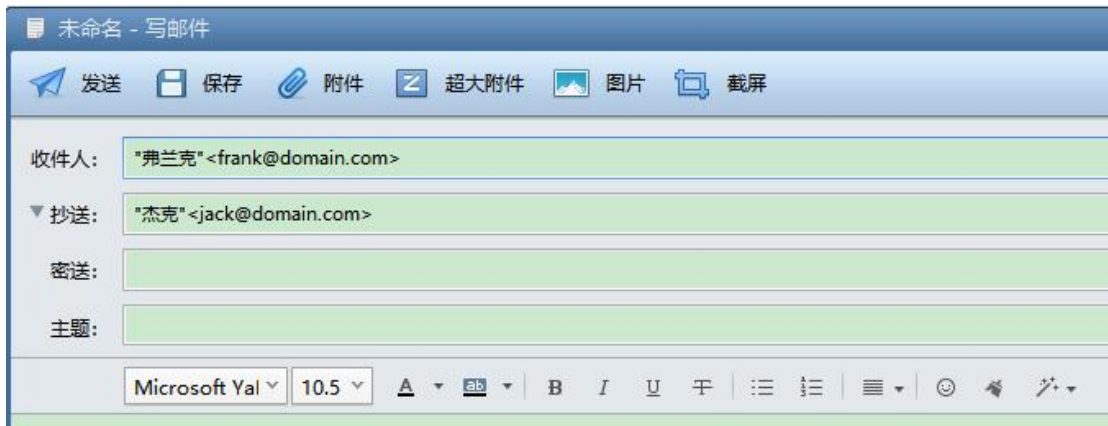 未命名 - 写邮件
发送 保存 附件 超大附件 图片 截屏
收件人: "弗兰克"<frank@domain.com>
抄送: "杰克"<jack@domain.com>
密送:
主题:
Microsoft Yal 10.5 A ab B I U 干